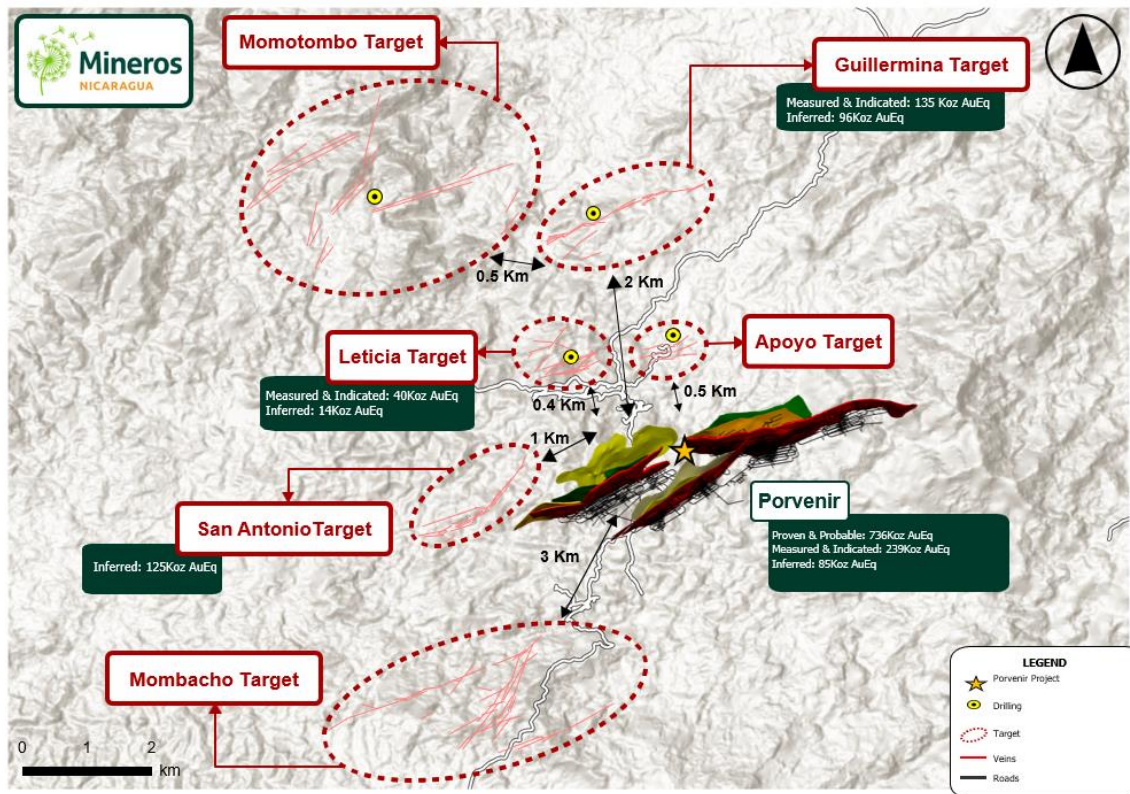 Mineros
NICARAGUA
Momotombo Target
Guillermina Target
Measured & Indicated: 135 Koz AuEq
Inferred: 96Koz AuEq
0.5 Km
2 Km
Leticia Target
Measured & Indicated: 40Koz AuEq
Inferred: 14Koz AuEq
Apoyo Target
0.4 Km
0.5 Km
1 Km
San Antonio Target
Inferred: 125Koz AuEq
Porvenir
Proven & Probable: 736Koz AuEq
Measured & Indicated: 239Koz AuEq
Inferred: 85Koz AuEq
3 Km
Mombacho Target
0 1 2
km
LEGEND
Porvenir Project
Drilling
Target
Veins
Roads